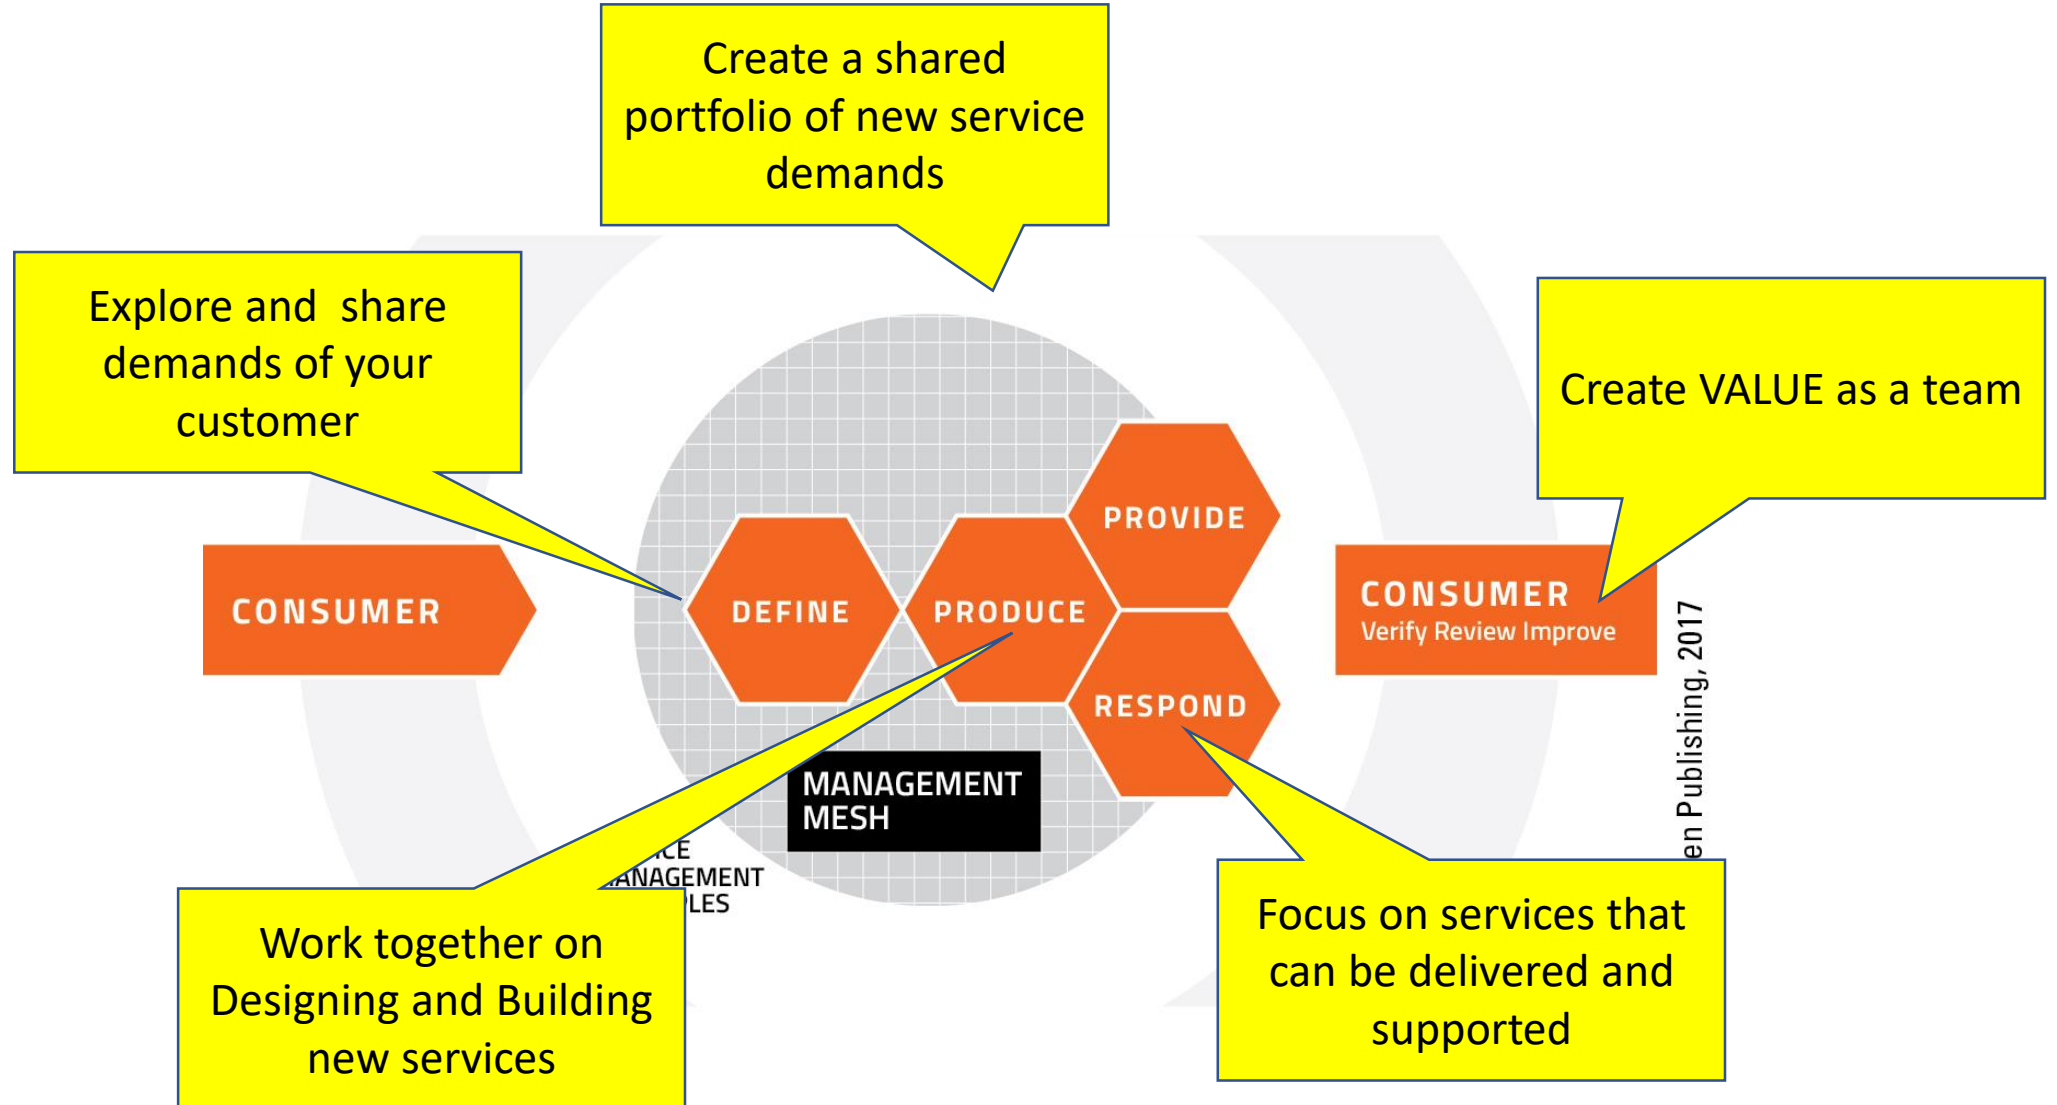 Create a shared
portfolio of new service
demands
Explore and share
demands of your
customer
Create VALUE as a team
CONSUMER
DEFINE
PRODUCE
PROVIDE
RESPOND
CONSUMER
Verify Review Improve
MANAGEMENT
MESH
MANAGEMENT
Work together on
Designing and Building
new services
Focus on services that
can be delivered and
supported
Publishing, 2017